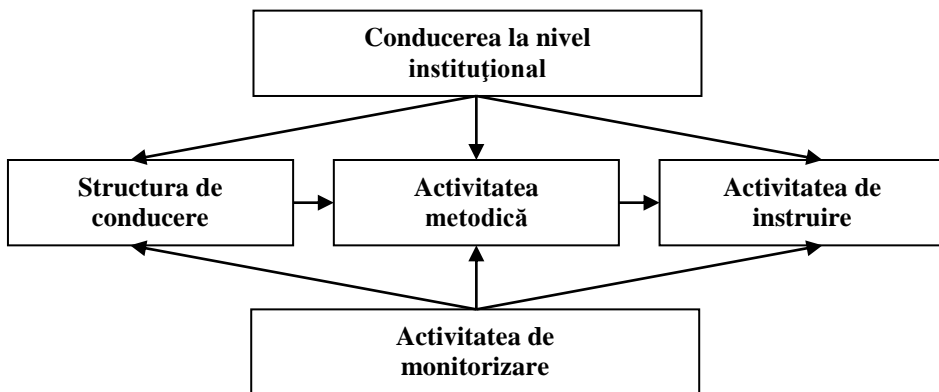 Conducerea la nivel
instituţional
Structura de
conducere
Activitatea
metodică
Activitatea de
instruire
Activitatea de
monitorizare